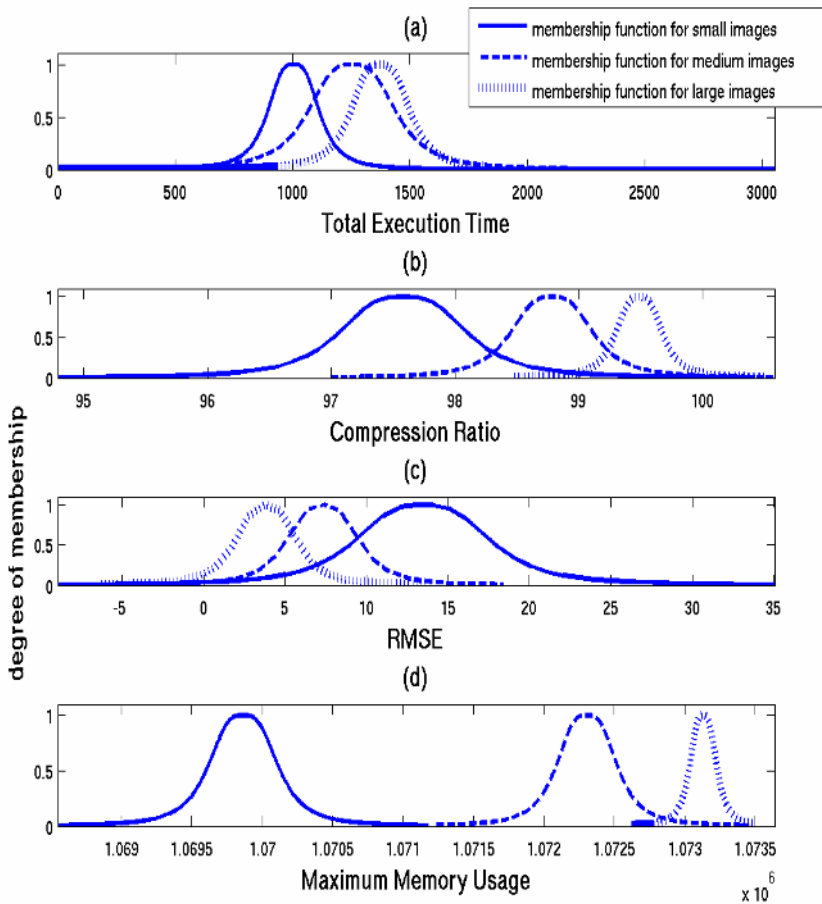 (a)
membership function for small images
membership function for medium images
membership function for large images
1
0.5
0
0 500 1000 1500 2000 2500 3000
Total Execution Time
(b)
1
0.5
0
95 96 97 98 99 100
Compression Ratio
degree of membership
(c)
1
0.5
0
-5 0 5 10 15 20 25 30 35
RMSE
(d)
1
0.5
0
1.069 1.0695 1.07 1.0705 1.071 1.0715 1.072 1.0725 1.073 1.0735
Maximum Memory Usage
x 10 6